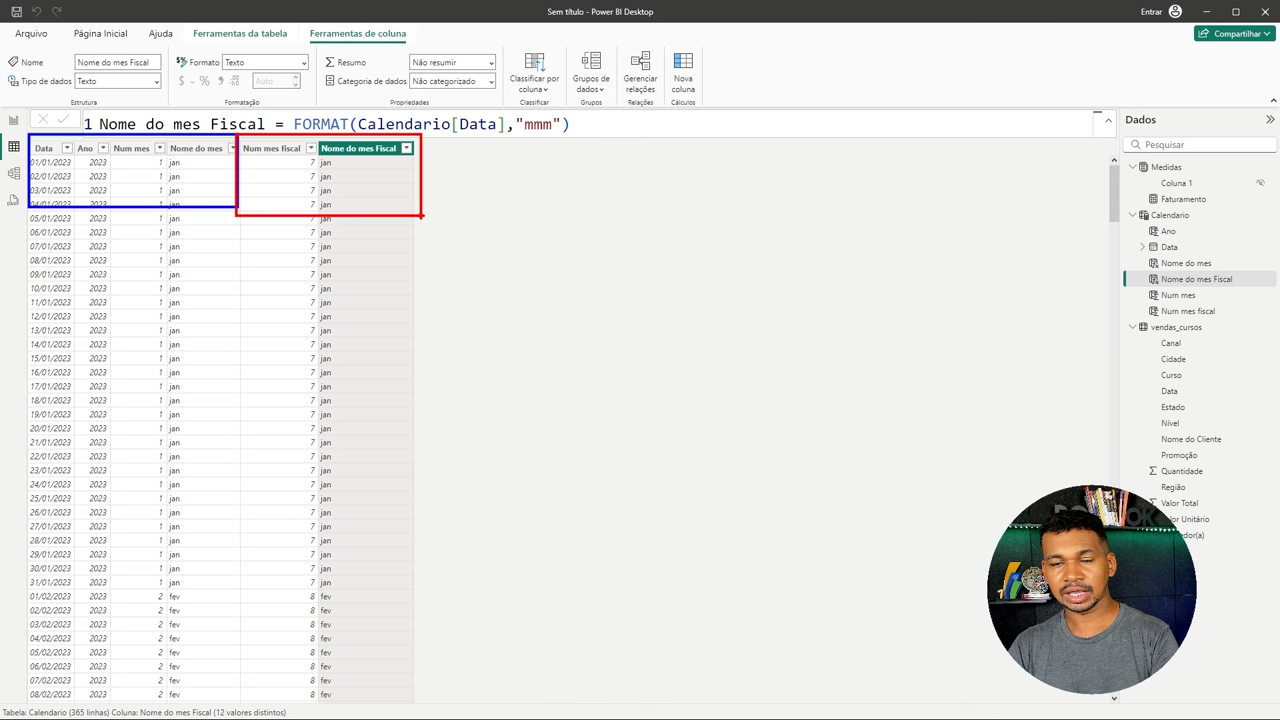 Sem título - Power BI Desktop
Entrar
Arquivo
Página Inicial
Ajuda
Ferramentas da tabela
Ferramentas de coluna
Compartilhar
Nome
Nome do mes Fiscal
Tipo de dados
Texto
Estrutura
Formato
Texto
$
%
Auto
Formatação
Resumo
Não resumir
Categoria de dados
Não categorizado
Propriedades
Classificar por
coluna
Classificar
Grupos de
dados
Grupos
Gerenciar
relações
Relações
Nova
coluna
Cálculos
1 Nome do mes Fiscal = FORMAT(Calendario[Data],"mmm")
Data Ano Num mes Nome do mes Num mes fiscal Nome do mes Fiscal
01/01/2023 2023 1 jan 7 jan
02/01/2023 2023 1 jan 7 jan
03/01/2023 2023 1 jan 7 jan
04/01/2023 2023 1 jan 7 jan
05/01/2023 2023 1 jan 7 jan
06/01/2023 2023 1 jan 7 jan
07/01/2023 2023 1 jan 7 jan
08/01/2023 2023 1 jan 7 jan
09/01/2023 2023 1 jan 7 jan
10/01/2023 2023 1 jan 7 jan
11/01/2023 2023 1 jan 7 jan
12/01/2023 2023 1 jan 7 jan
13/01/2023 2023 1 jan 7 jan
14/01/2023 2023 1 jan 7 jan
15/01/2023 2023 1 jan 7 jan
16/01/2023 2023 1 jan 7 jan
17/01/2023 2023 1 jan 7 jan
18/01/2023 2023 1 jan 7 jan
19/01/2023 2023 1 jan 7 jan
20/01/2023 2023 1 jan 7 jan
21/01/2023 2023 1 jan 7 jan
22/01/2023 2023 1 jan 7 jan
23/01/2023 2023 1 jan 7 jan
24/01/2023 2023 1 jan 7 jan
25/01/2023 2023 1 jan 7 jan
26/01/2023 2023 1 jan 7 jan
27/01/2023 2023 1 jan 7 jan
28/01/2023 2023 1 jan 7 jan
29/01/2023 2023 1 jan 7 jan
30/01/2023 2023 1 jan 7 jan
31/01/2023 2023 1 jan 7 jan
01/02/2023 2023 2 fev 8 fev
02/02/2023 2023 2 fev 8 fev
03/02/2023 2023 2 fev 8 fev
04/02/2023 2023 2 fev 8 fev
05/02/2023 2023 2 fev 8 fev
06/02/2023 2023 2 fev 8 fev
07/02/2023 2023 2 fev 8 fev
08/02/2023 2023 2 fev 8 fev
Dados
Pesquisar
Medidas
Coluna 1
Faturamento
Calendario
Ano
Data
Nome do mes
Nome do mes Fiscal
Num mes
Num mes fiscal
vendas_cursos
Canal
Cidade
Curso
Data
Estado
Nível
Nome do Cliente
Promoção
Quantidade
Região
Valor Total
Unitário
Tabela: Calendario (365 linhas) Coluna: Nome do mes Fiscal (12 valores distintos)